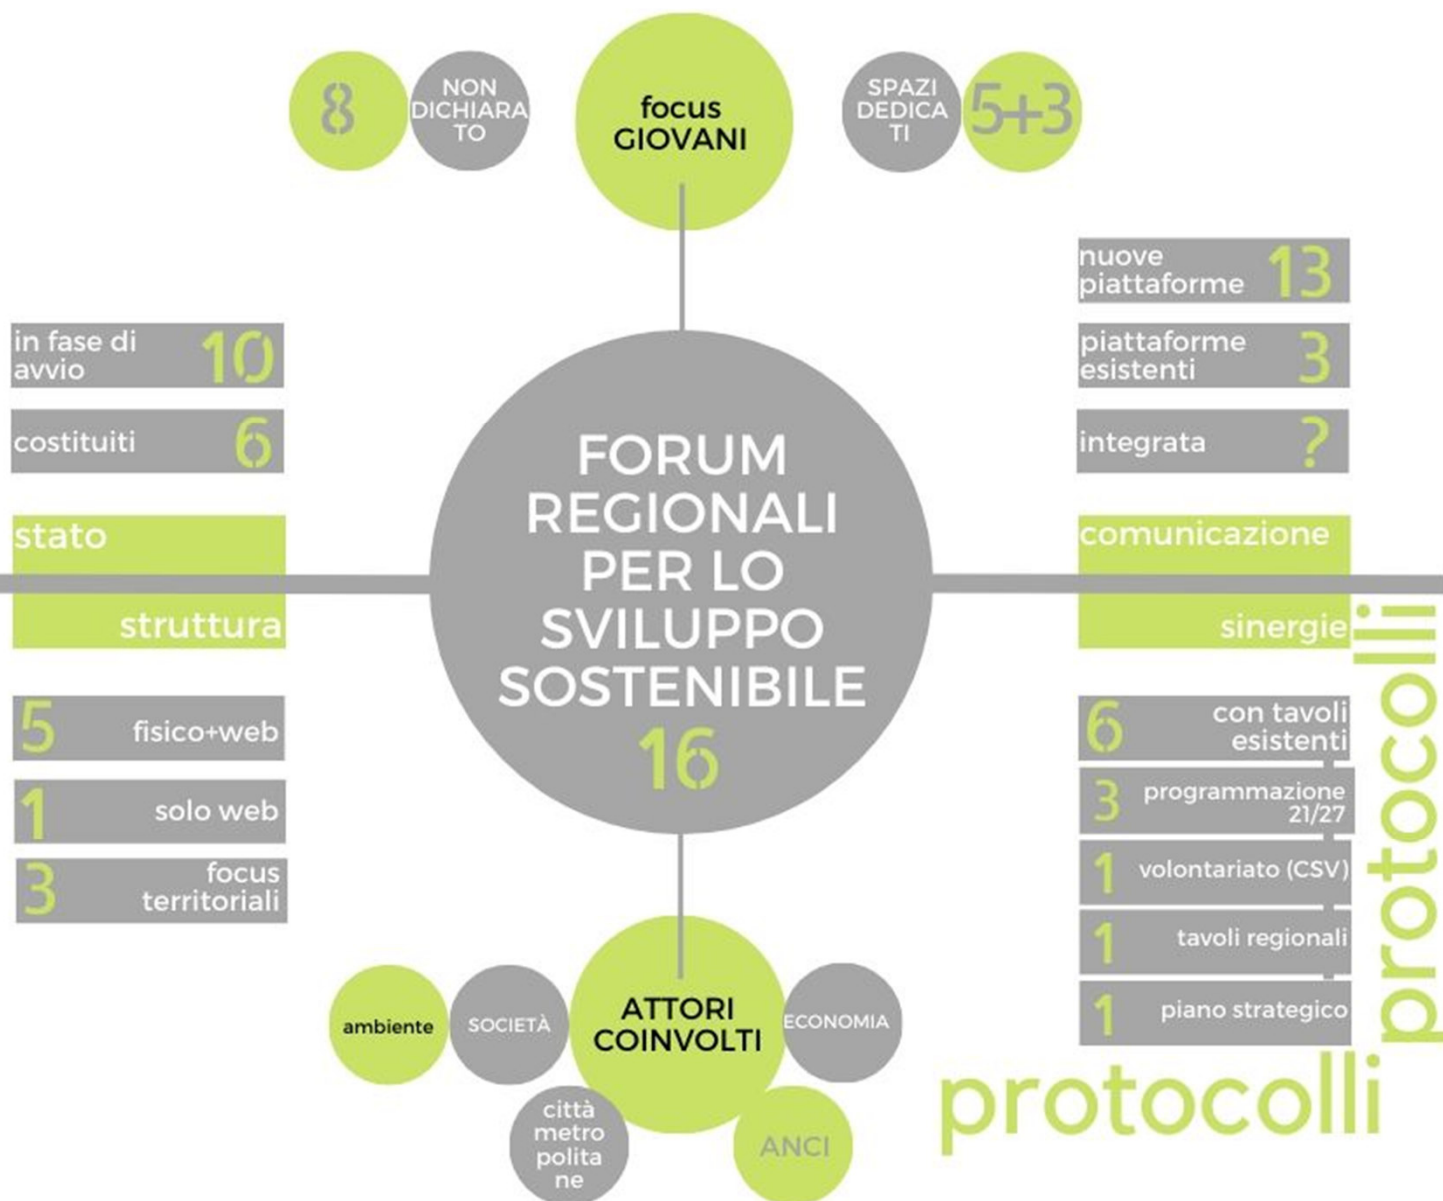 8
NON
DICHIARA
TO
focus
GIOVANI
SPAZI
DEDICA
TI
5+3
in fase di
avvio
10
costituiti
6
stato
struttura
5
fisico+web
1
solo web
3
focus
territoriali
FORUM
REGIONALI
PER LO
SVILUPPO
SOSTENIBILE
16
nuove
piattaforme
13
piattaforme
esistenti
3
integrata
?
comunicazione
sinergie
6
con tavoli
esistenti
3
programmazione
21/27
1
volontariato (CSV)
1
tavoli regionali
1
piano strategico
protocolli
protocolli
ambiente
SOCIETÀ
ATTORI
COINVOLTI
ECONOMIA
città
metro
polita
ne
ANCI